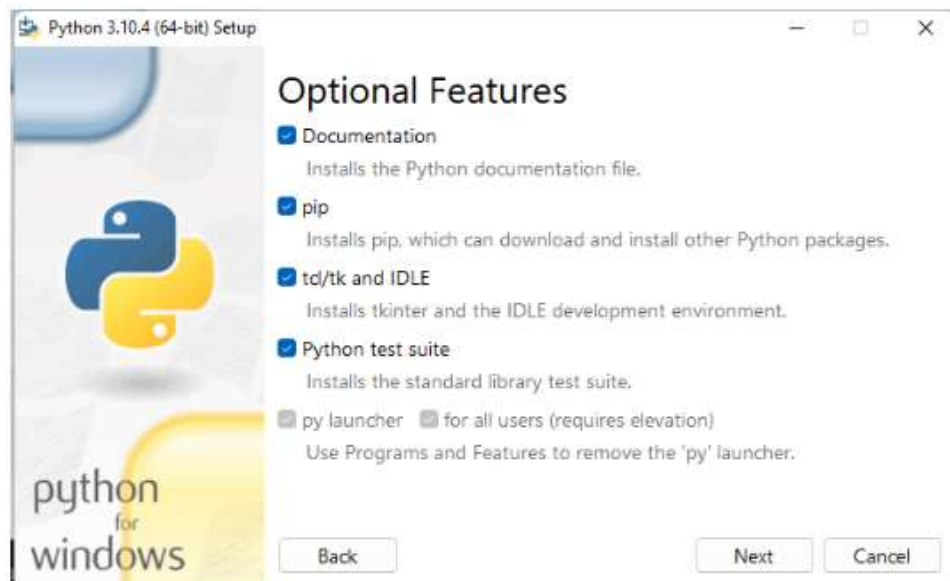 Python 3.10.4 (64-bit) Setup
Optional Features
Documentation
Installs the Python documentation file.
pip
Installs pip, which can download and install other Python packages.
tcl/tk and IDLE
Installs tkinter and the IDLE development environment.
Python test suite
Installs the standard library test suite.
py launcher for all users (requires elevation)
Use Programs and Features to remove the 'py' launcher.
python
for
windows
Back Next Cancel